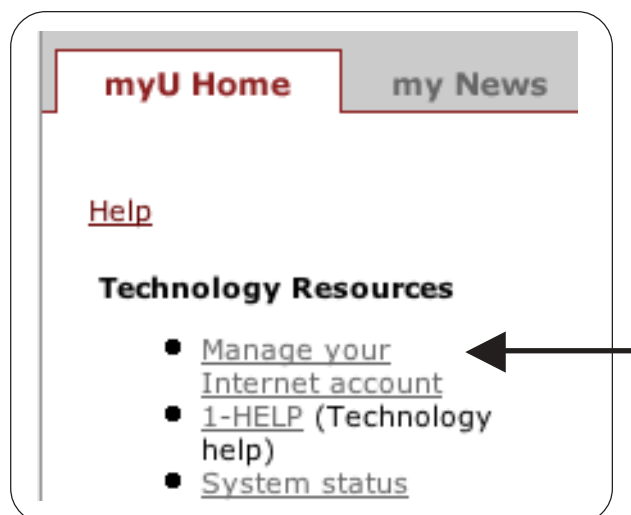 myU Home my News
Help
Technology Resources
Manage your
Internet account
1-HELP (Technology
help)
System status